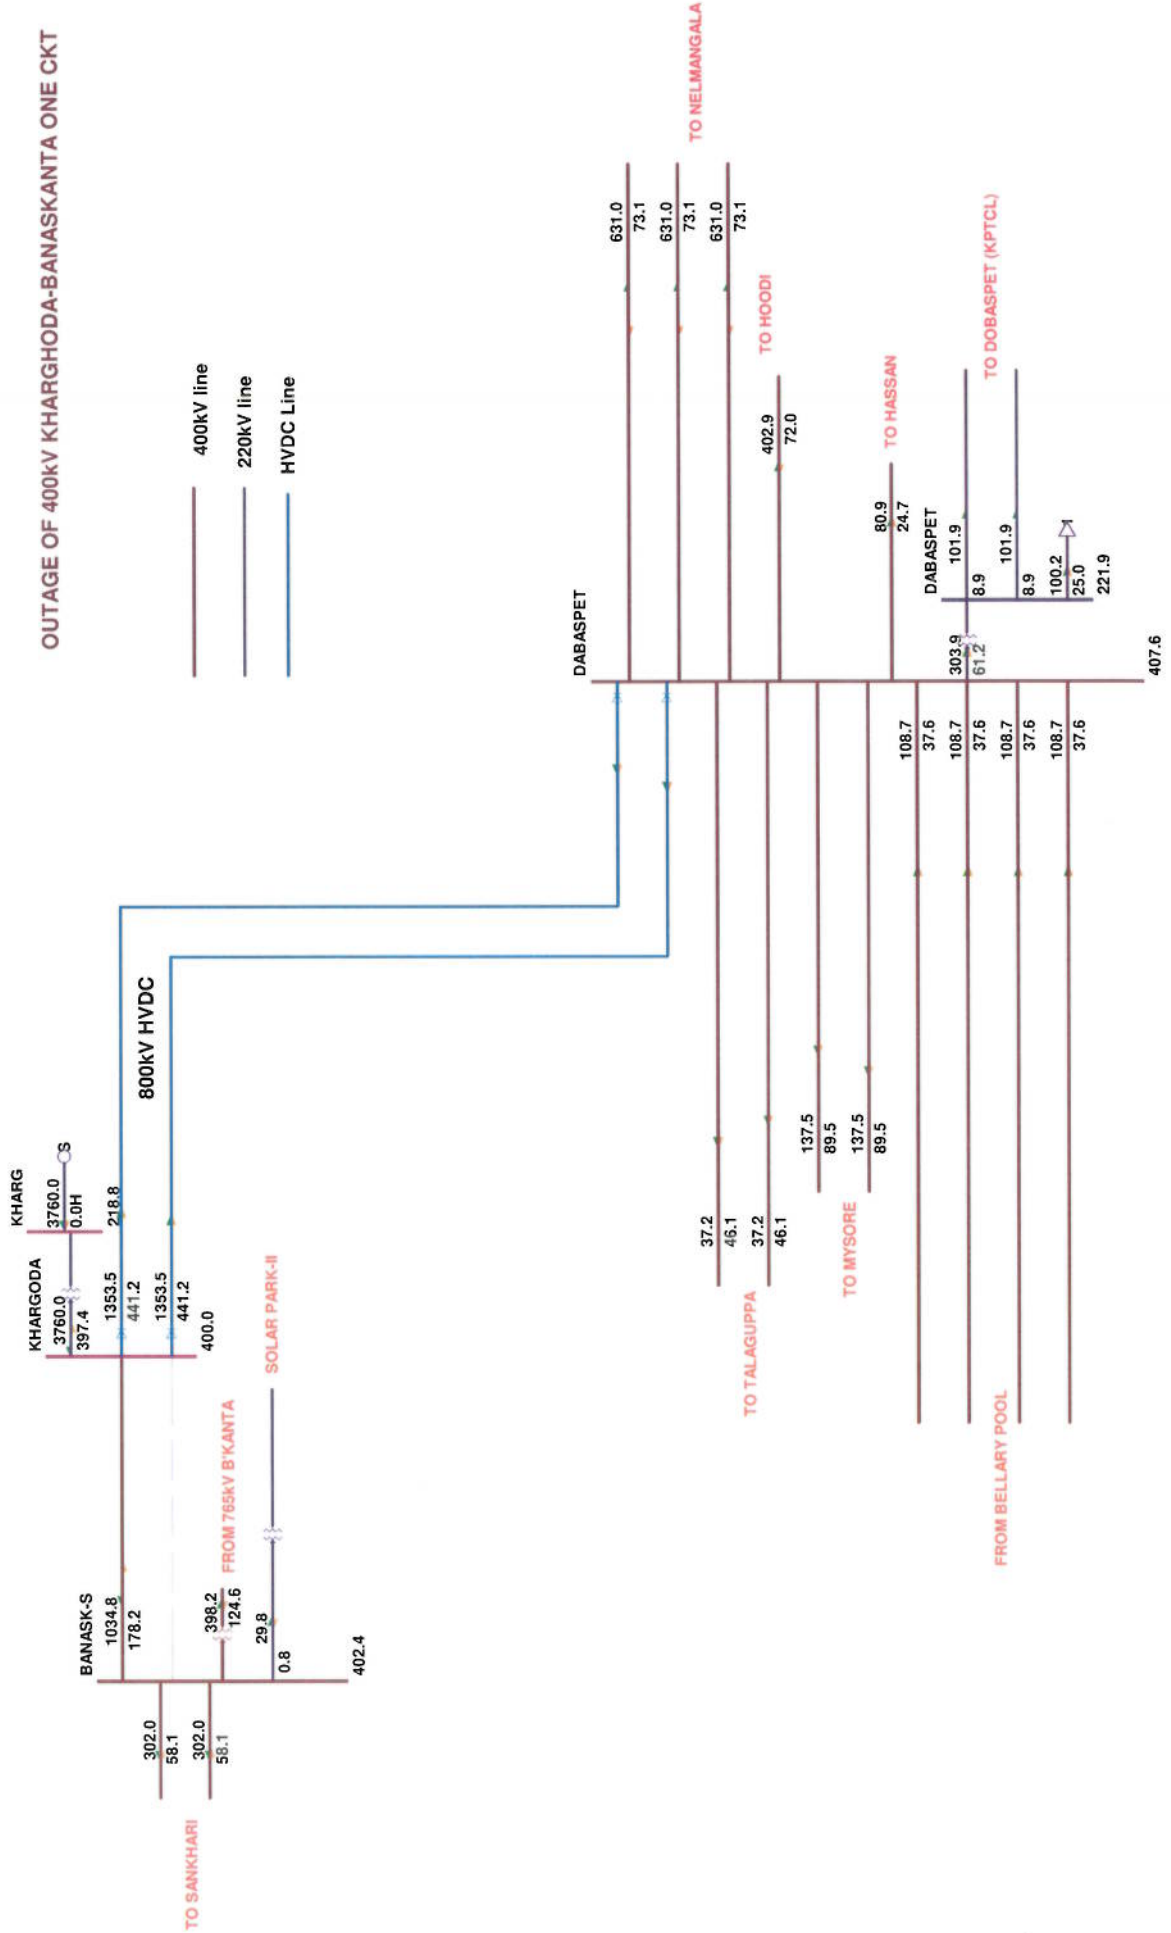 OUTAGE OF 400kV KHARGHODA-BANASKANTA ONE CKT
400kV line
220kV line
HVDC Line
KHARG
3760.0
0.0H
S
KHARGODA
3760.0
397.4
218.8
1353.5
441.2
1353.5
441.2
400.0
800kV HVDC
BANASK-S
1034.8
178.2
398.2
124.6
FROM 765kV B'KANTA
29.8
0.8
SOLAR PARK-II
402.4
302.0
58.1
302.0
58.1
TO SANKHARI
DABASPET
631.0
73.1
631.0
73.1
631.0
73.1
TO NELMANGALA
402.9
72.0
TO HOODI
80.9
24.7
TO HASSAN
DABASPET
303.9
61.2
101.9
8.9
101.9
8.9
TO DOBASPET (KPTCL)
100.2
25.0
221.9
407.6
37.2
46.1
37.2
46.1
TO TALAGUPPA
137.5
89.5
137.5
89.5
TO MYSORE
108.7
37.6
108.7
37.6
108.7
37.6
108.7
37.6
FROM BELLARY POOL